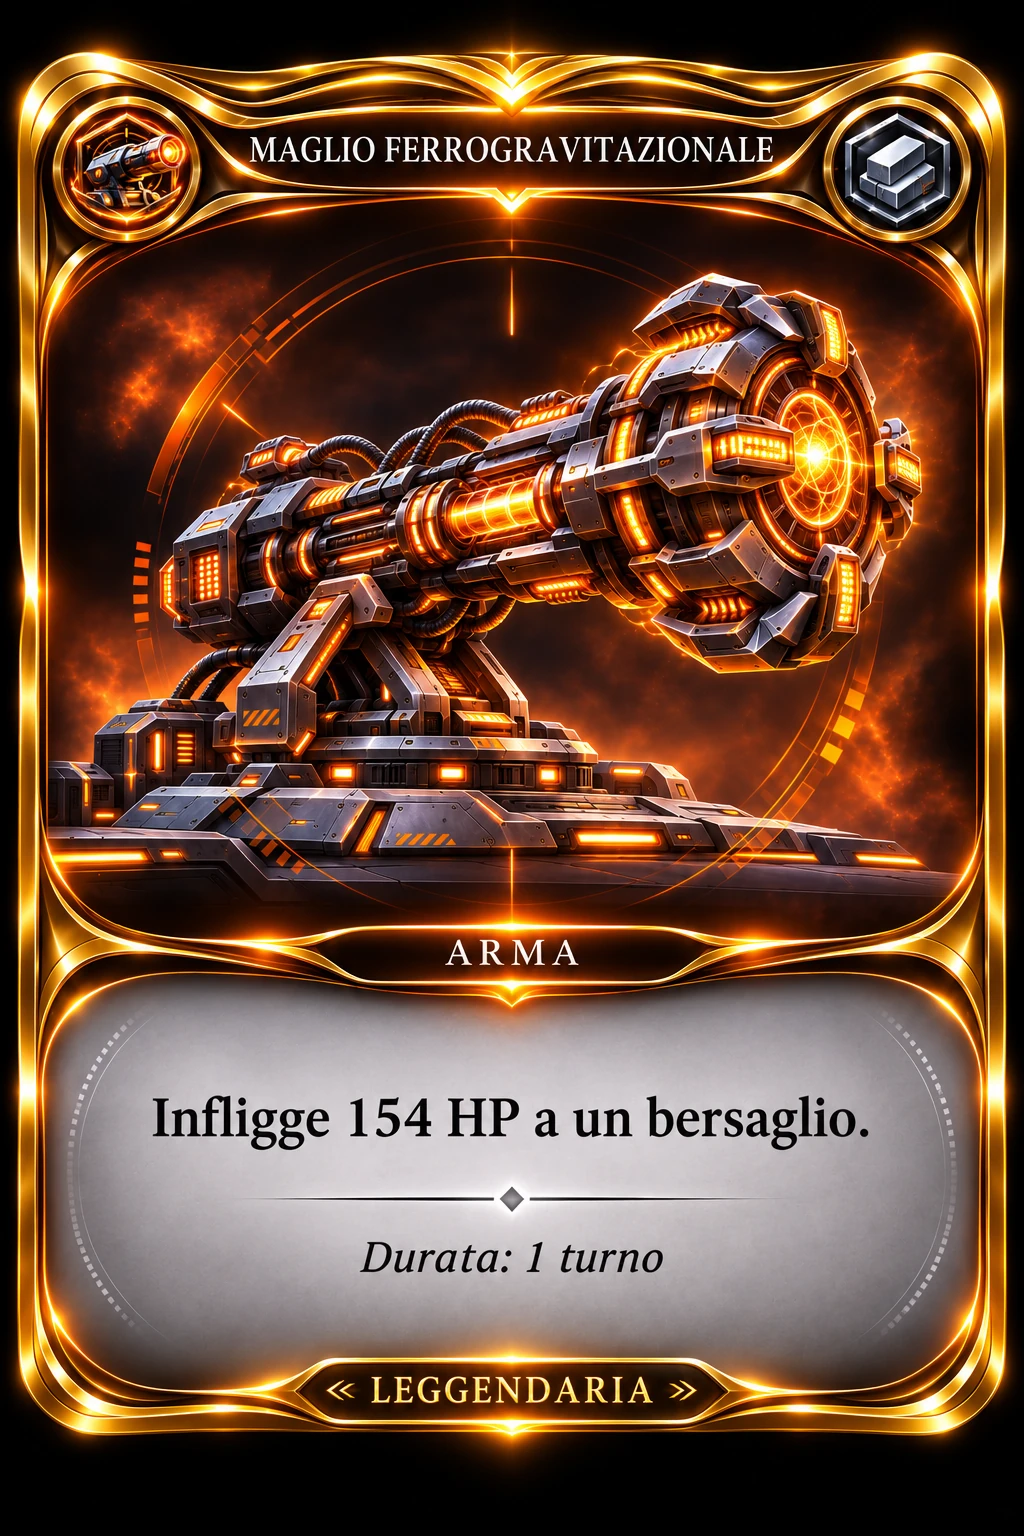 MAGLIO FERROGRAVITAZIONALE
ARMA
Infligge 154 HP a un bersaglio.
Durata: 1 turno
« LEGGENDARIA »